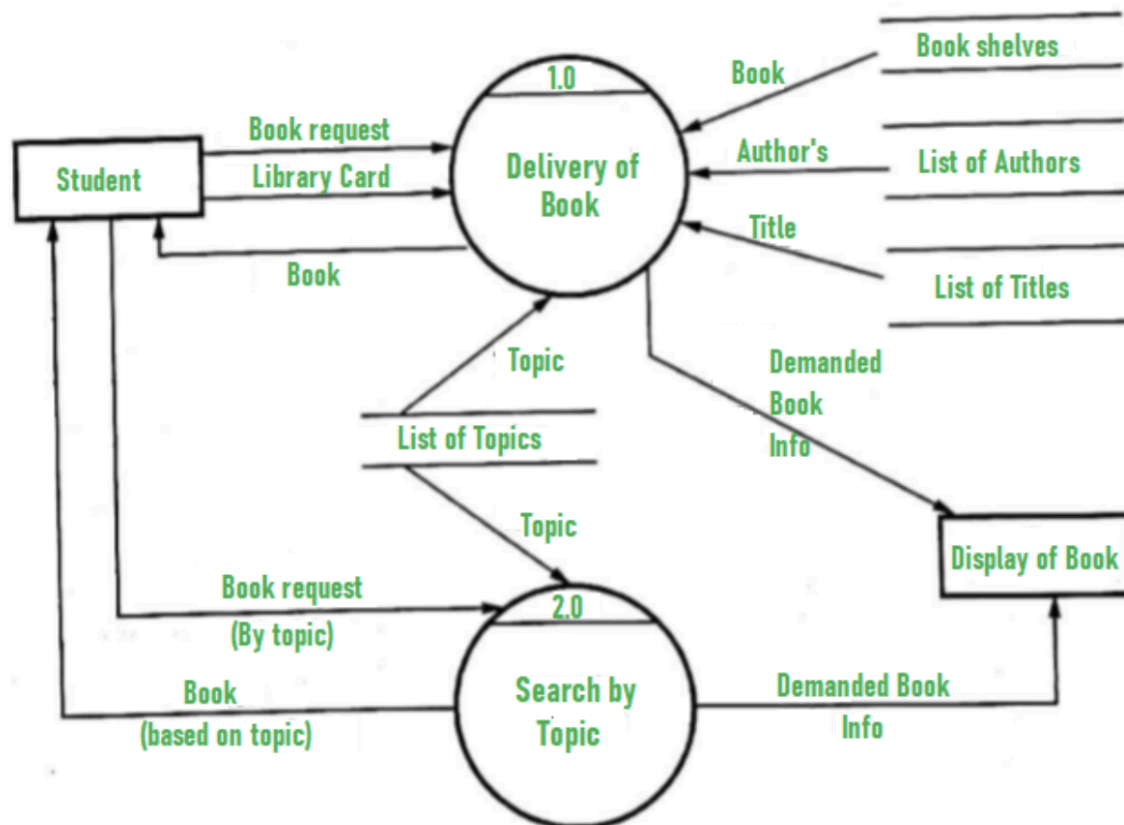 Book shelves
1.0
Book
Book request
Author's
Delivery of
Book
List of Authors
Student
Library Card
Title
Book
List of Titles
Topic
Demanded
Book
Info
List of Topics
Topic
Display of Book
Book request
(By topic)
2.0
Search by
Topic
Book
(based on topic)
Demanded Book
Info